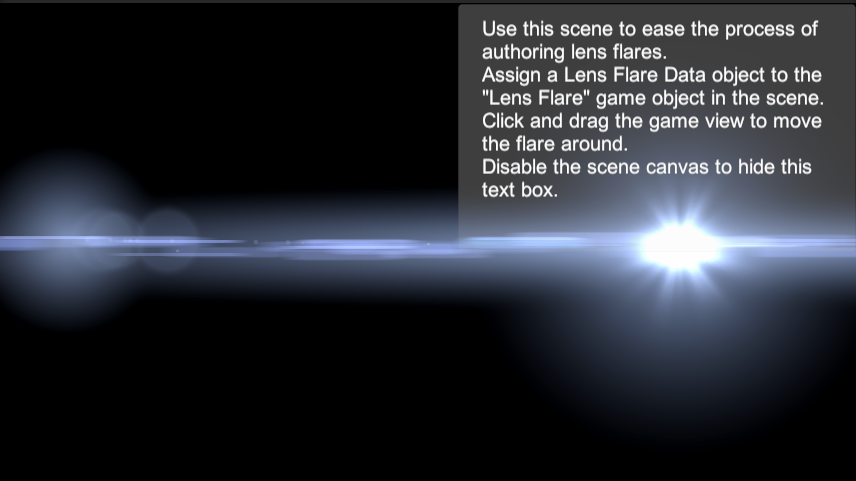 Use this scene to ease the process of
authoring lens flares.
Assign a Lens Flare Data object to the
"Lens Flare" game object in the scene.
Click and drag the game view to move
the flare around.
Disable the scene canvas to hide this
text box.